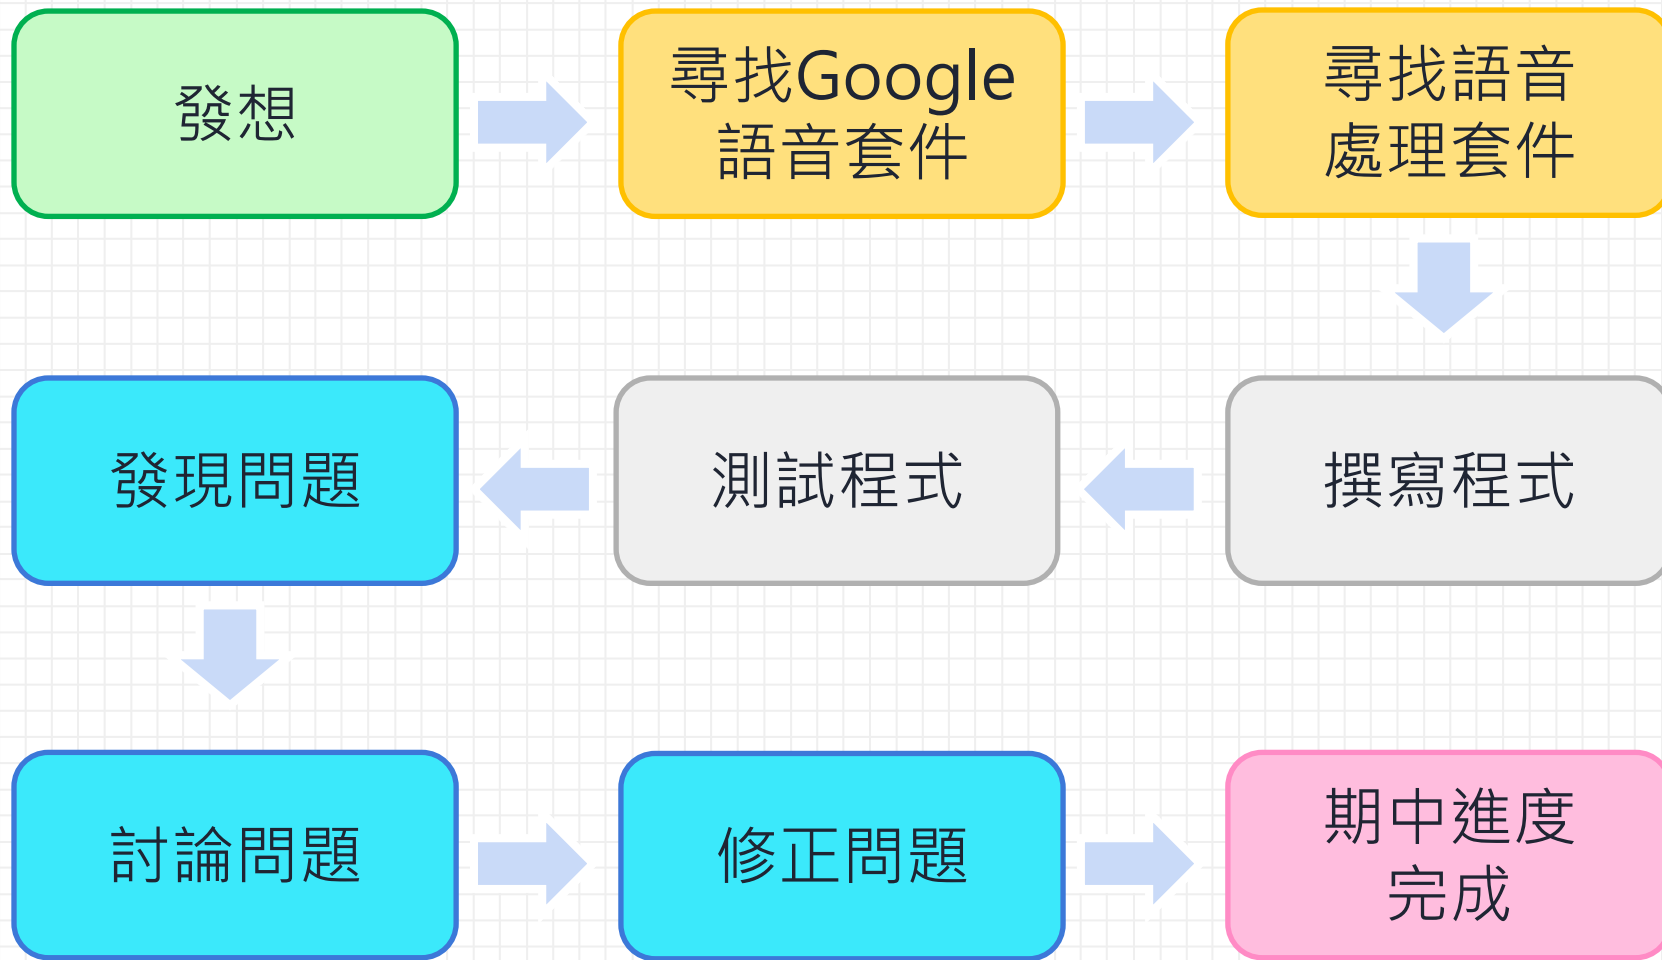 發想
尋找Google
語音套件
尋找語音
處理套件
撰寫程式
測試程式
發現問題
討論問題
修正問題
期中進度
完成